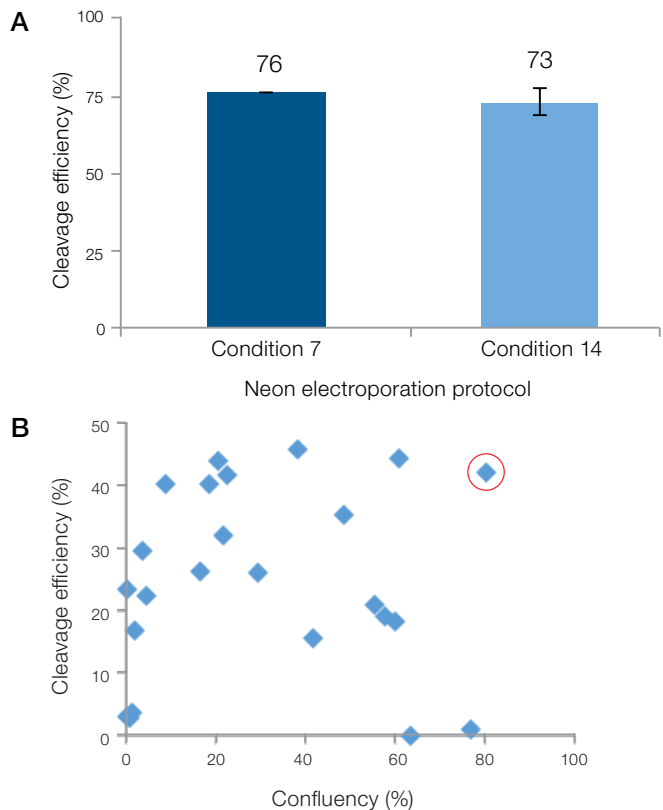 A
Cleavage efficiency (%)
100
75
50
25
0
76
73
Condition 7
Condition 14
Neon electroporation protocol
B
Cleavage efficiency (%)
50
40
30
20
10
0
0
20
40
60
80
100
Confluency (%)